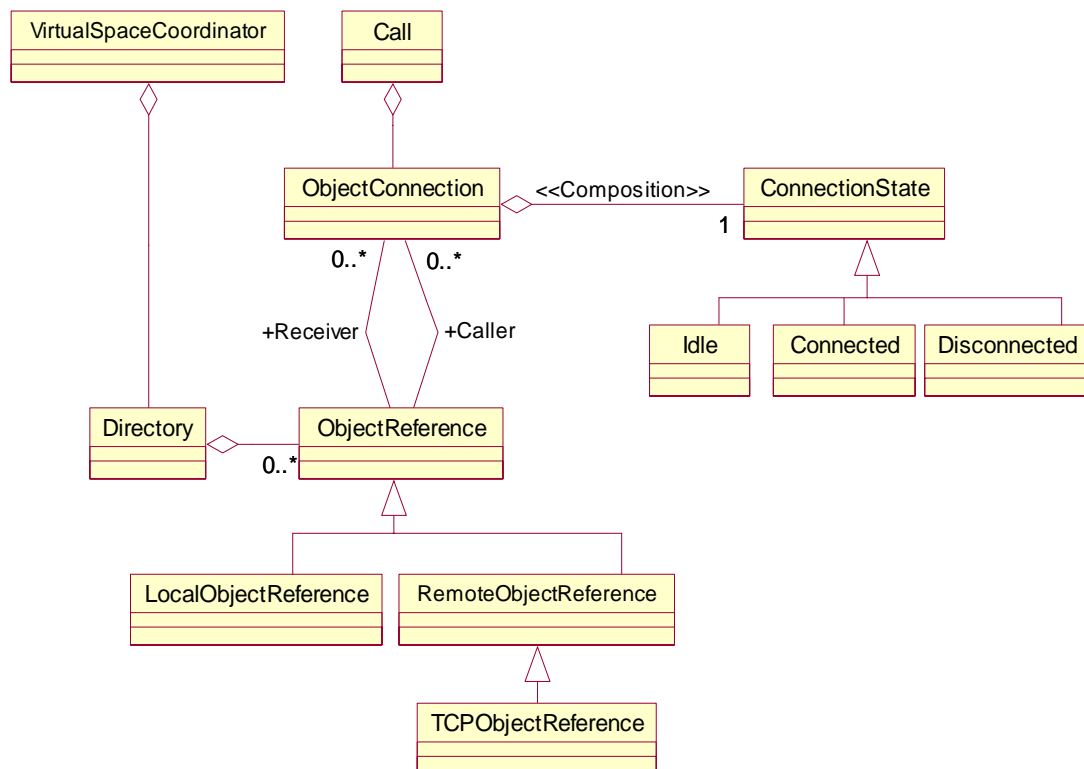 VirtualSpaceCoordinator
Call
ObjectConnection
<<Composition>>
ConnectionState
1
0..*
0..*
+Receiver
+Caller
Idle
Connected
Disconnected
Directory
ObjectReference
0..*
LocalObjectReference
RemoteObjectReference
TCPObjectReference